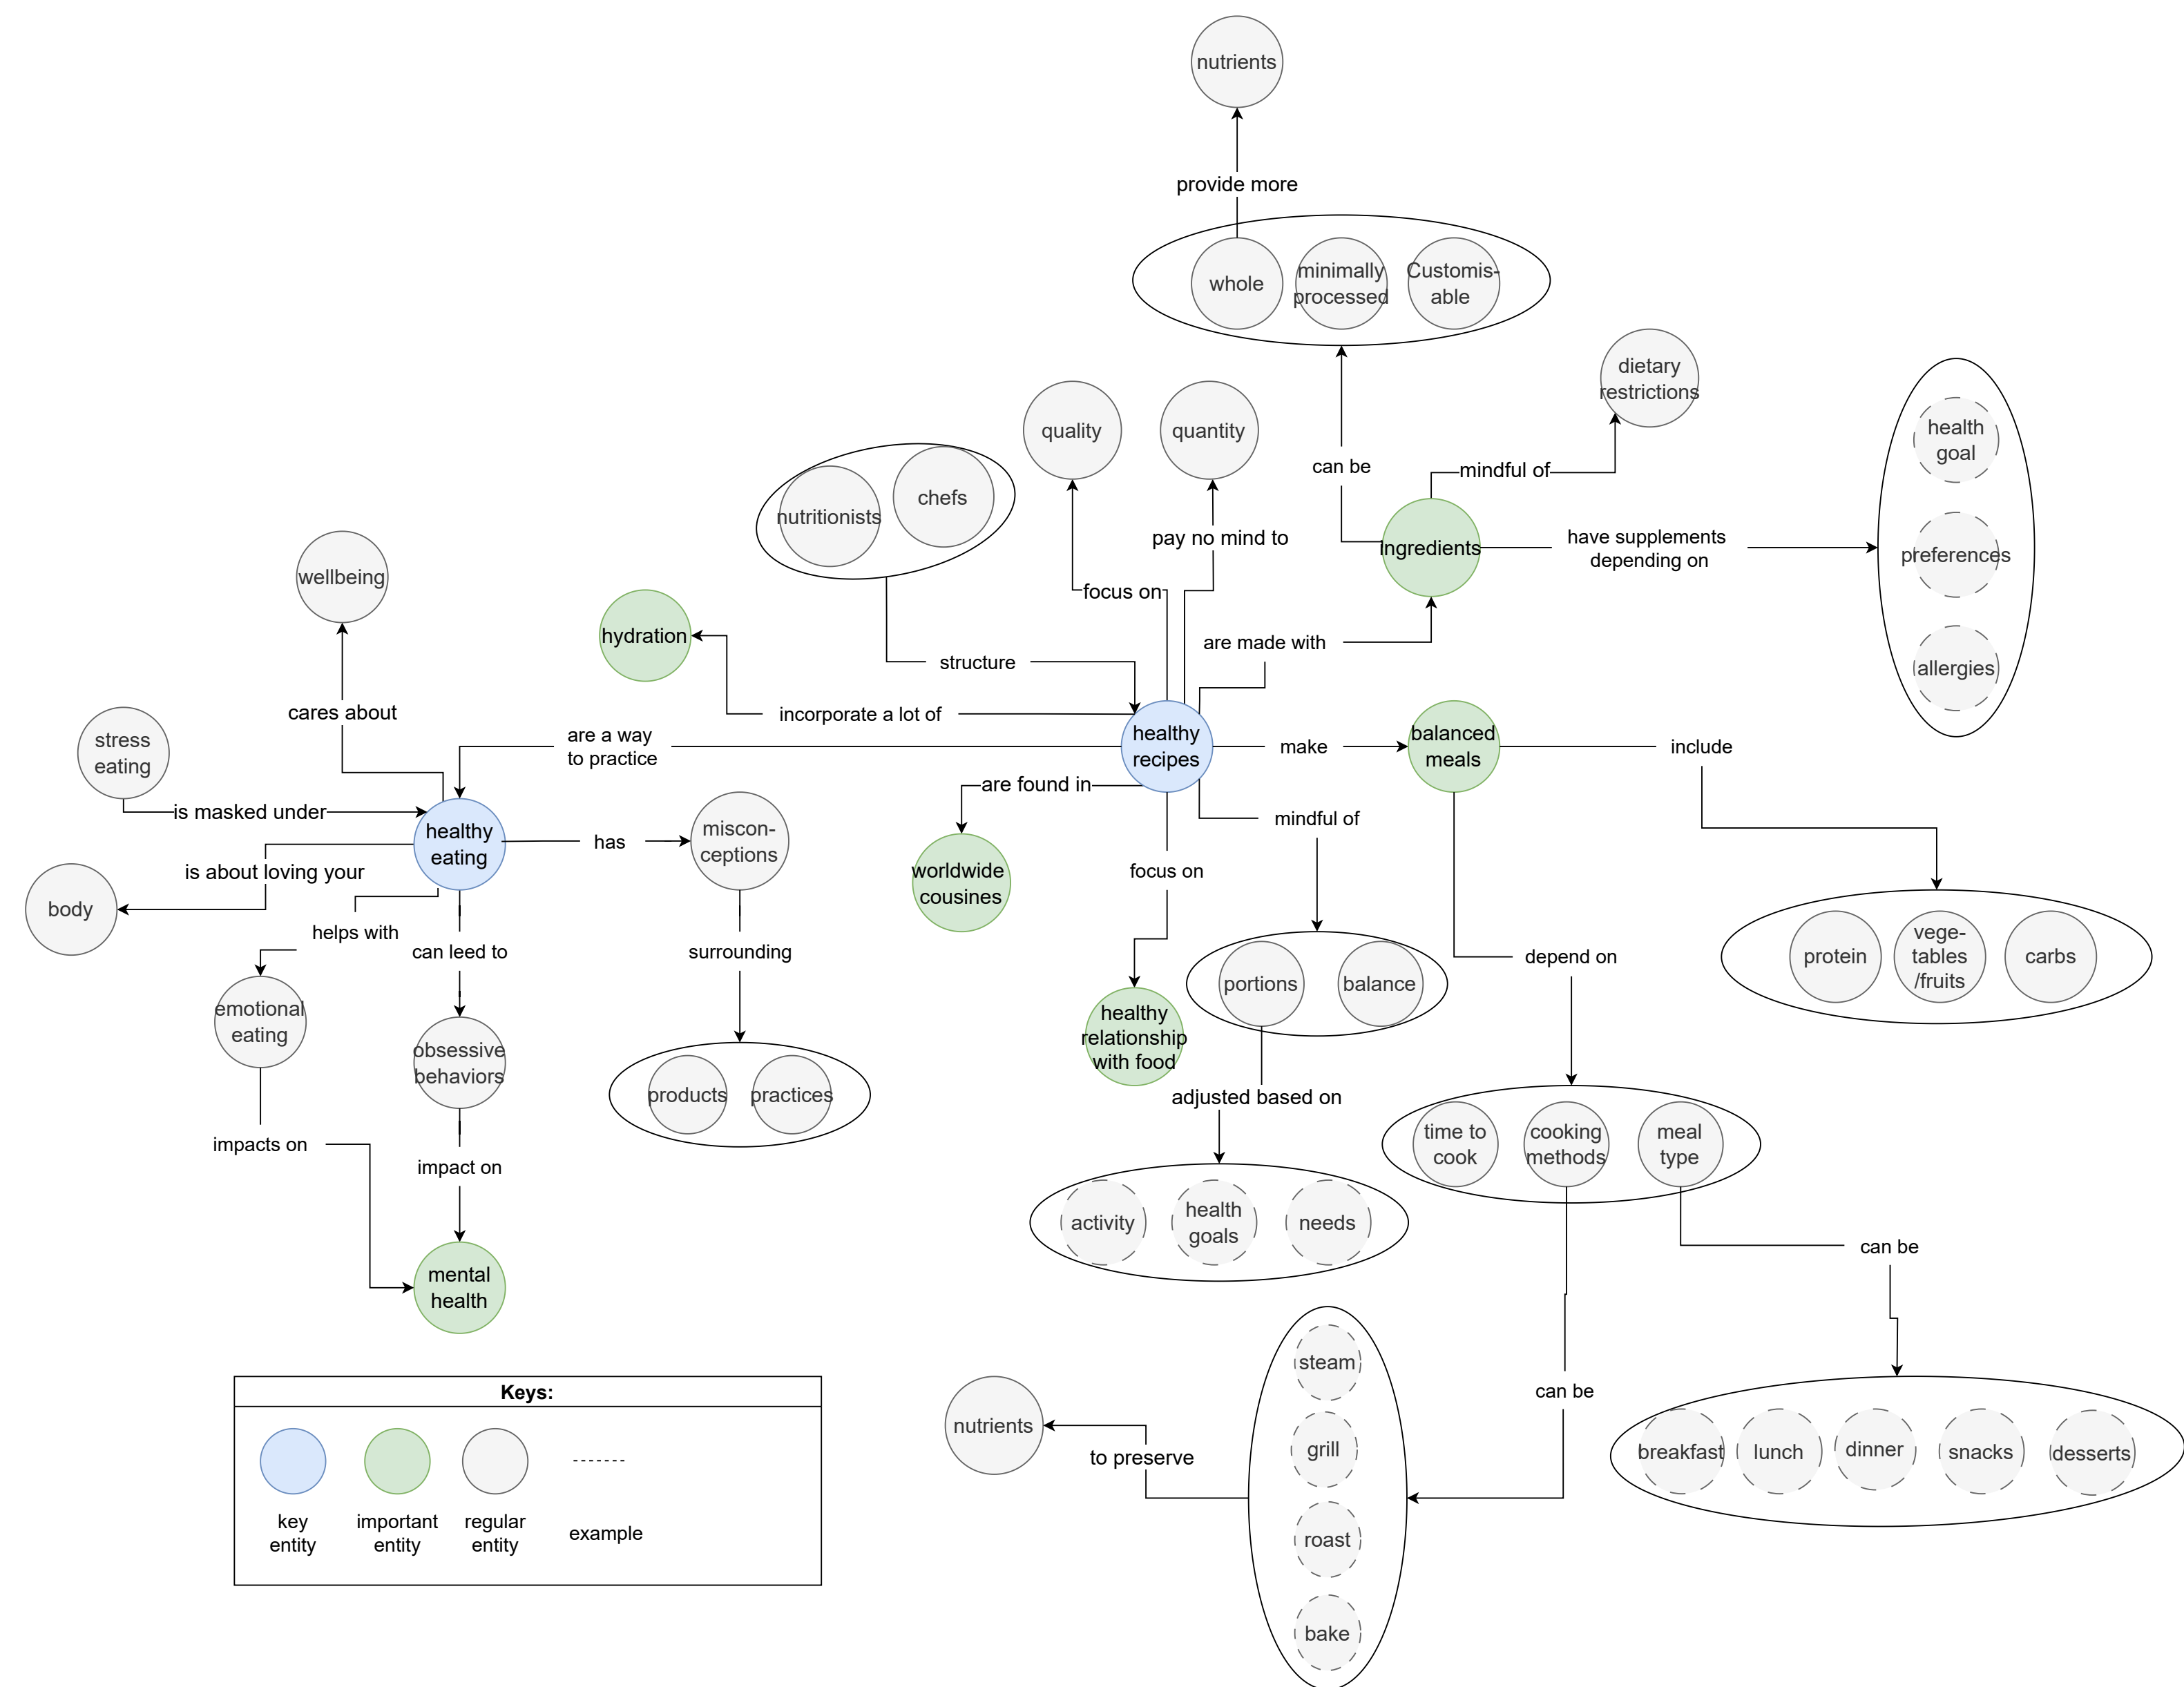 nutrients
provide more
whole
minimally
processed
Customis-
able
dietary
restrictions
health
goal
preferences
allergies
quality
quantity
can be
mindful of
nutritionists
chefs
pay no mind to
ingredients
have supplements
depending on
focus on
wellbeing
hydration
structure
are made with
cares about
incorporate a lot of
are a way
to practice
healthy
recipes
make
balanced
meals
include
stress
eating
is masked under
healthy
eating
has
miscon-
ceptions
are found in
mindful of
is about loving your
body
worldwide
cousines
focus on
helps with
can leed to
surrounding
portions
balance
depend on
protein
vege-
tables
/fruits
carbs
emotional
eating
obsessive
behaviors
healthy
relationship
with food
products
practices
adjusted based on
time to
cook
cooking
methods
meal
type
impacts on
impact on
activity
health
goals
needs
can be
mental
health
steam
can be
nutrients
to preserve
grill
breakfast
lunch
dinner
snacks
desserts
roast
bake
Keys:
key
entity
important
entity
regular
entity
example